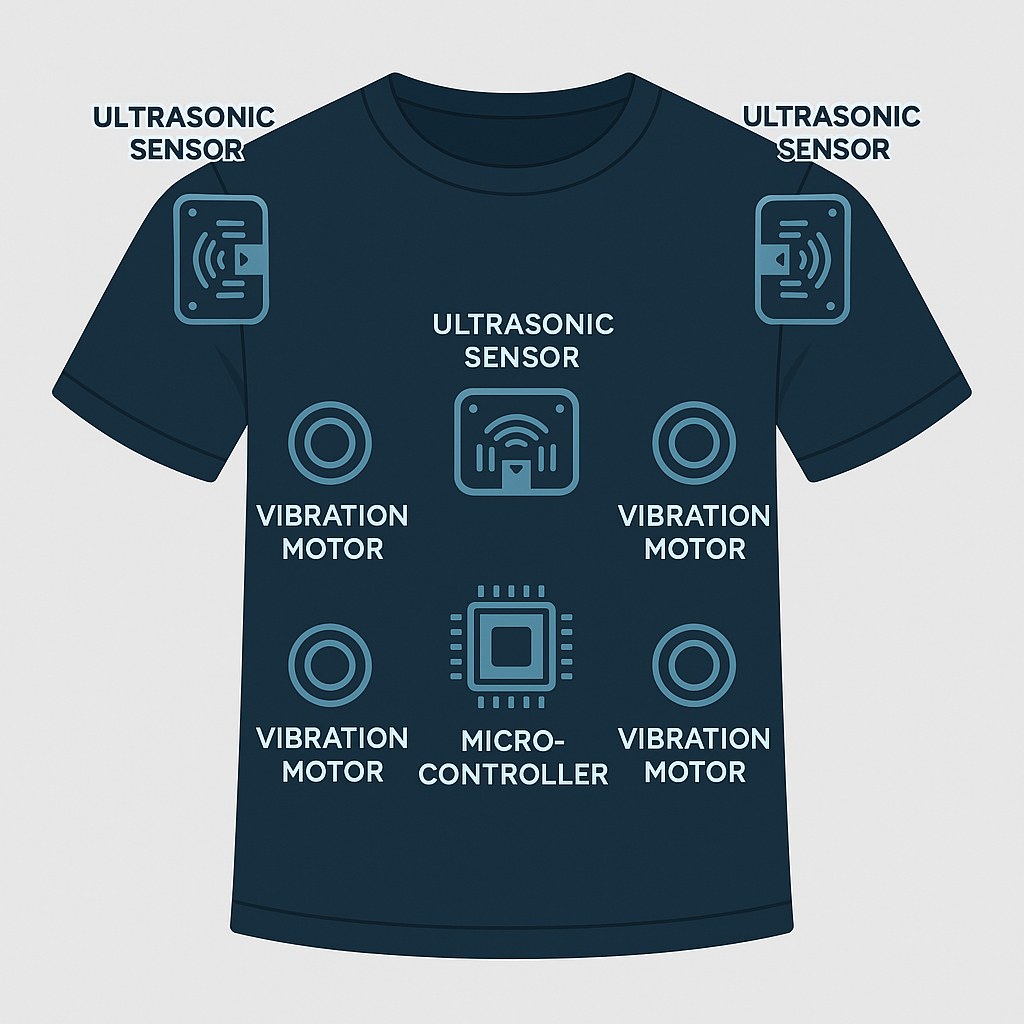 ULTRASONIC
SENSOR
ULTRASONIC
SENSOR
ULTRASONIC
SENSOR
VIBRATION
MOTOR
VIBRATION
MOTOR
VIBRATION
MOTOR
MICRO-
CONTROLLER
VIBRATION
MOTOR